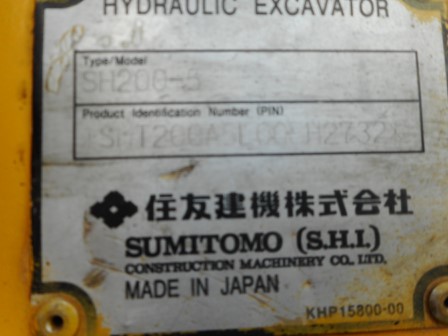 HYDRAULIC EXCAVATOR
Type/Model
SH200-5
Product Identification Number (PIN)
住友建機株式会社
SUMITOMO (S.H.I.)
CONSTRUCTION MACHINERY CO., LTD.
MADE IN JAPAN
KHP15800-00